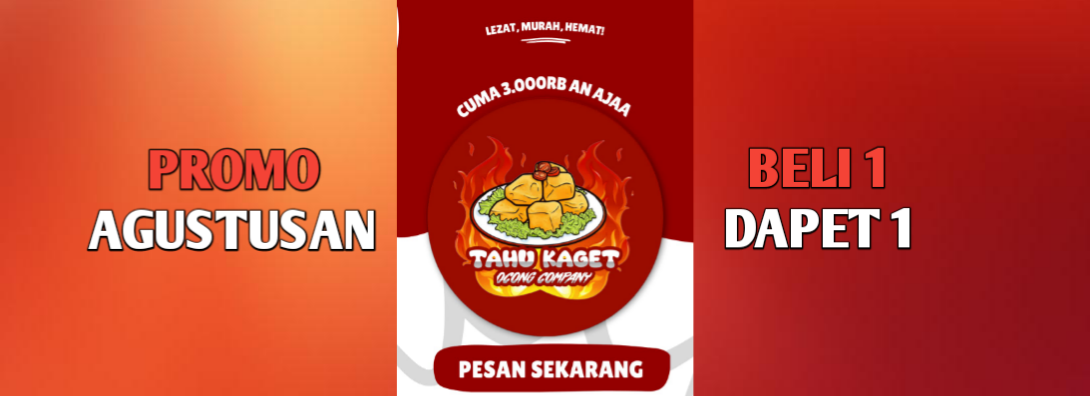 PROMO
AGUSTUSAN
LEZAT, MURAH, HEMAT!
CUMA 3.000RB AN AJAA
TAHU KAGET
OCONG COMPANY
PESAN SEKARANG
BELI 1
DAPET 1